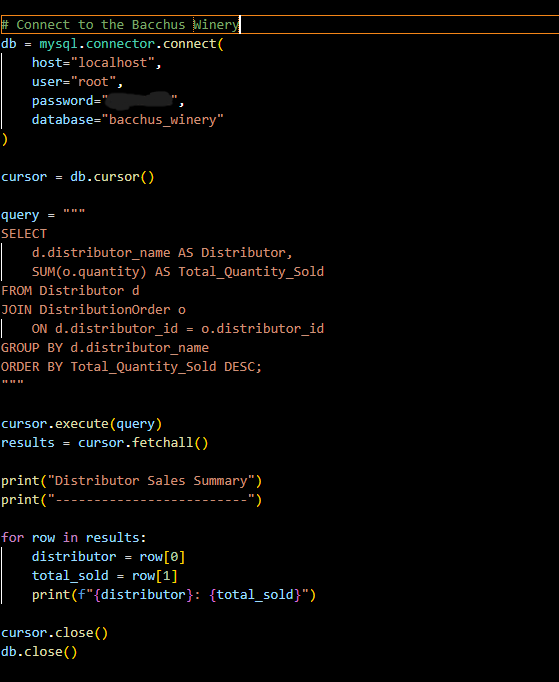 # Connect to the Bacchus Winery
db = mysql.connector.connect(
    host="localhost",
    user="root",
    password="",
    database="bacchus_winery"
)
cursor = db.cursor()
query = """
SELECT
    d.distributor_name AS Distributor,
    SUM(o.quantity) AS Total_Quantity_Sold
FROM Distributor d
JOIN DistributionOrder o
    ON d.distributor_id = o.distributor_id
GROUP BY d.distributor_name
ORDER BY Total_Quantity_Sold DESC;
"""
cursor.execute(query)
results = cursor.fetchall()
print("Distributor Sales Summary")
print("-------------------------")
for row in results:
    distributor = row[0]
    total_sold = row[1]
    print(f"{distributor}: {total_sold}")
cursor.close()
db.close()